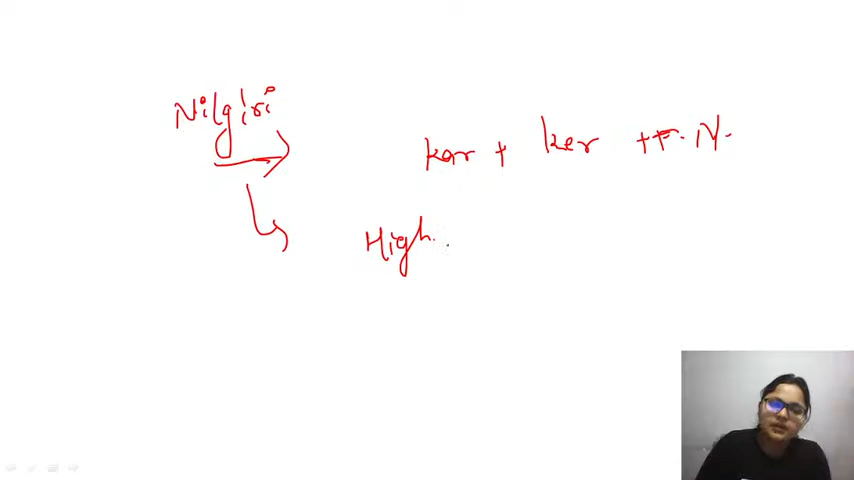 Nilgiri
kar + ker + T.N.
High.